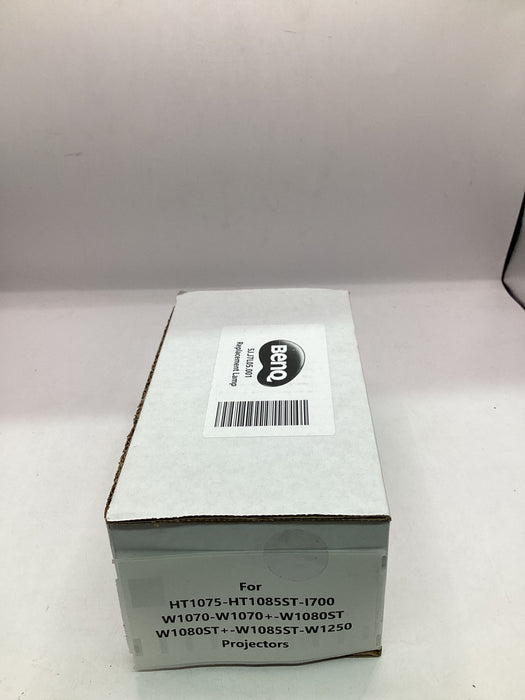 BenQ
5J.J7L05.001
Replacement Lamp
For
HT1075-HT1085ST-I700
W1070-W1070+-W1080ST
W1080ST+-W1085ST-W1250
Projectors